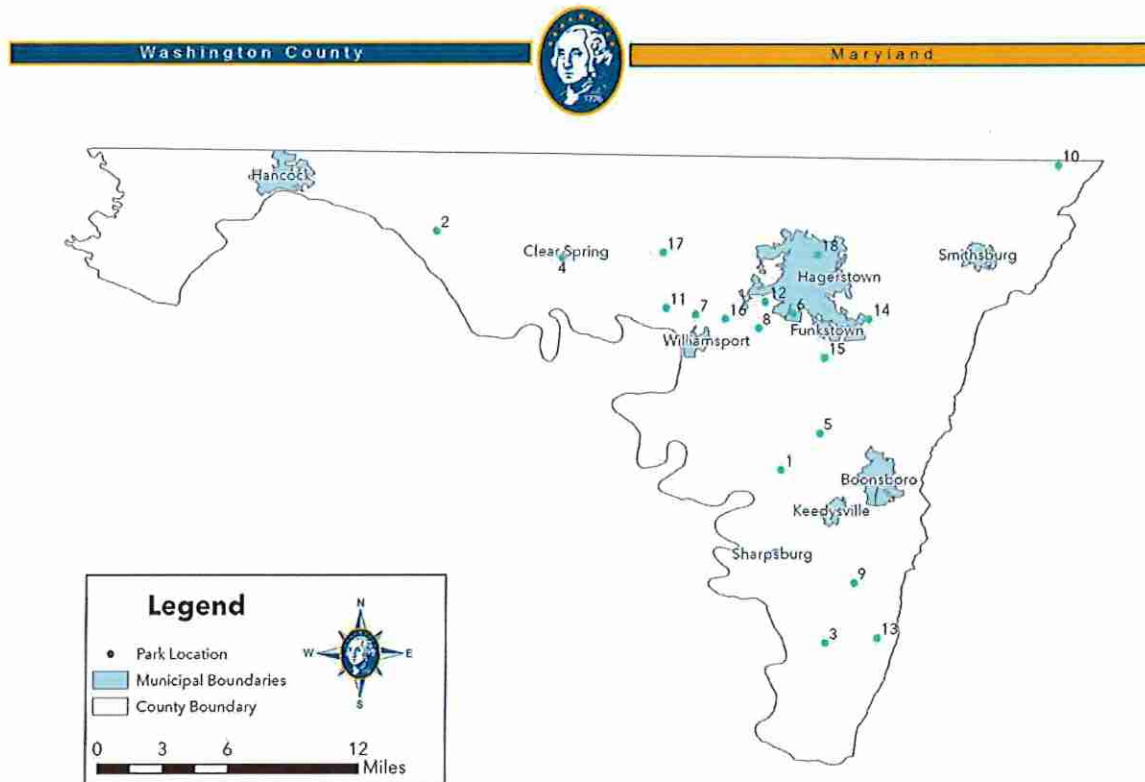 Washington County
Maryland
1776
10
Hancock
2
17
Clear Spring
4
18
Smithsburg
Hagerstown
12
11
7
16
6
14
8
Funkstown
Williamsport
15
5
1
Boonsboro
Keedysville
Sharpsburg
9
3
13
Legend
N
W
E
S
Park Location
Municipal Boundaries
County Boundary
0 3 6 12
Miles